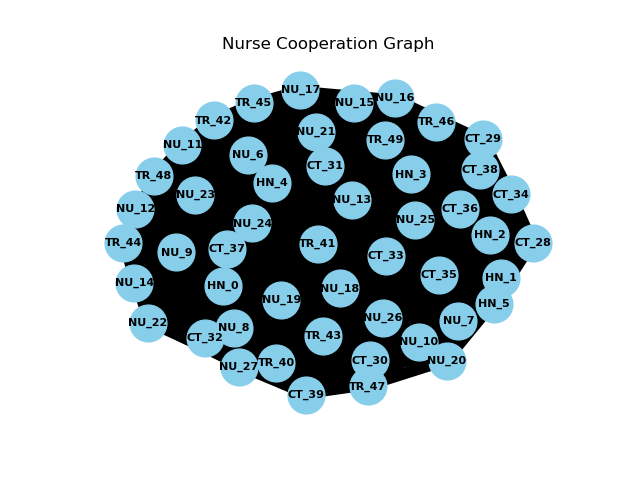 Nurse Cooperation Graph
NU_17
TR_45
NU_15
NU_16
TR_42
TR_46
NU_21
CT_29
TR_49
NU_11
NU_6
CT_31
CT_38
HN_3
TR_48
HN_4
NU_23
CT_34
NU_13
NU_12
CT_36
NU_25
NU_24
HN_2
TR_44
CT_28
TR_41
CT_37
NU_9
CT_33
CT_35
HN_1
NU_14
HN_0
NU_18
NU_19
HN_5
NU_26
NU_7
NU_22
NU_8
TR_43
CT_32
NU_10
CT_30
NU_20
TR_40
NU_27
TR_47
CT_39